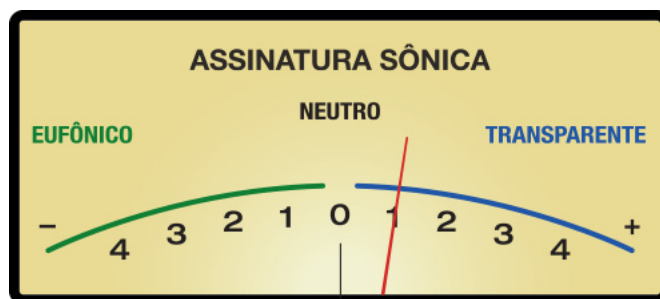 ASSINATURA SÔNICA
NEUTRO
EUFÔNICO TRANSPARENTE
− 4 3 2 1 0 1 2 3 4 +